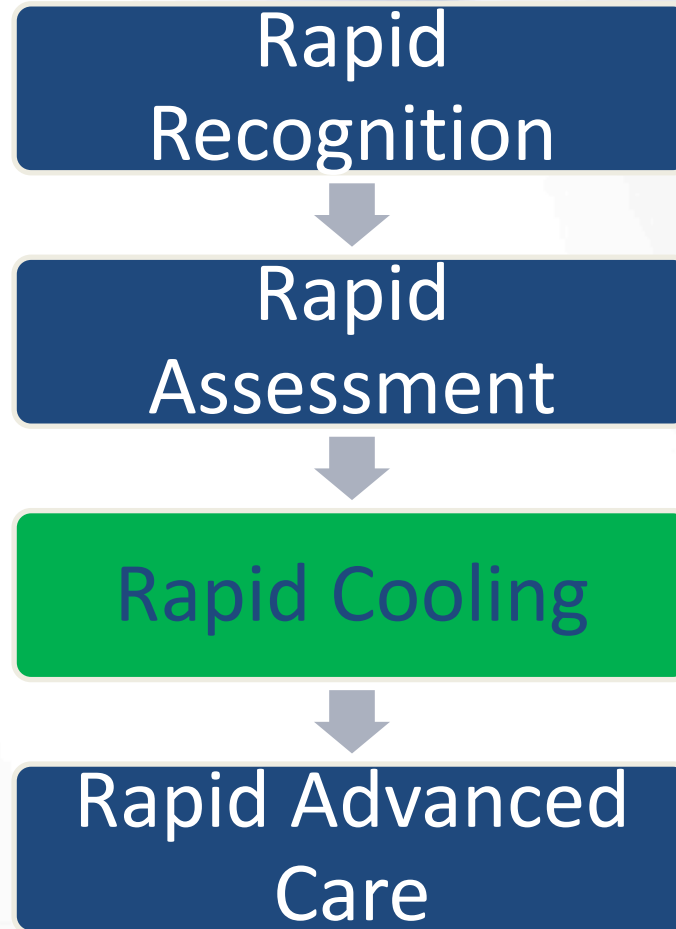 Rapid
Recognition
Rapid
Assessment
Rapid Cooling
Rapid Advanced
Care